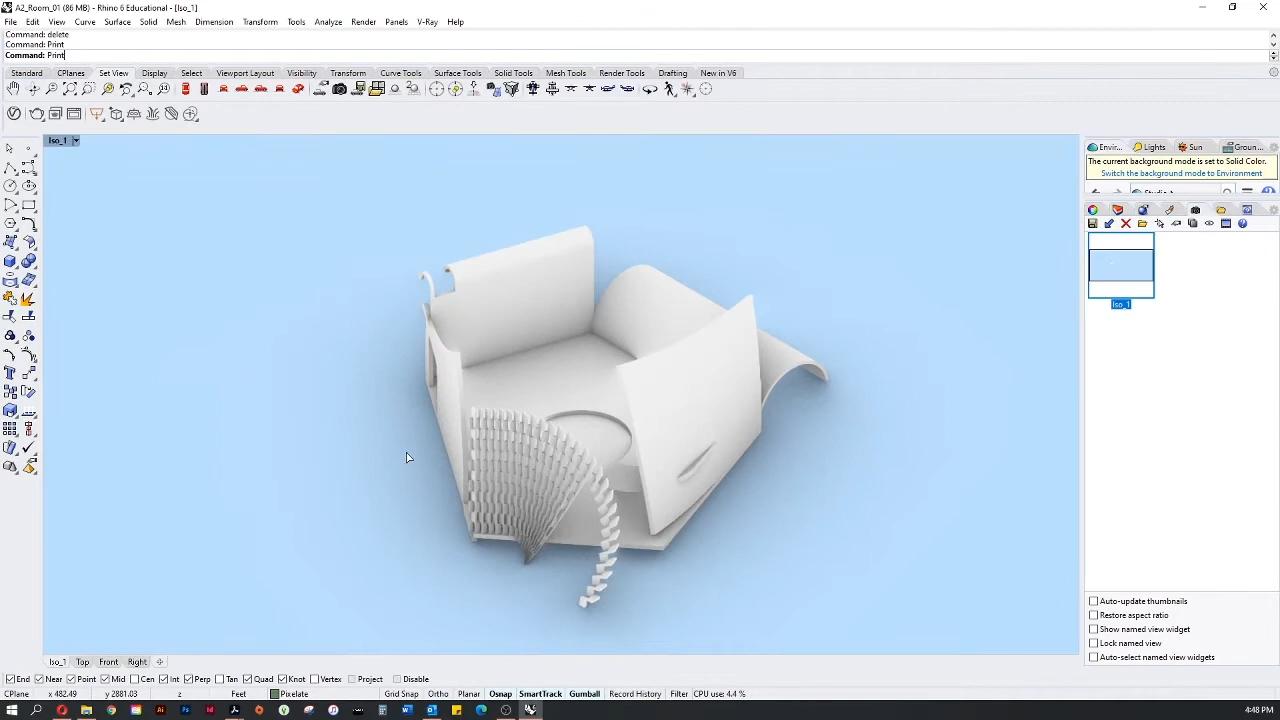 A2_Room_01 (86 MB) - Rhino 6 Educational - [Iso_1]
File Edit View Curve Surface Solid Mesh Dimension Transform Tools Analyze Render Panels V-Ray Help
Command: delete
Command: Print
Command: Print
Standard CPlanes Set View Display Select Viewport Layout Visibility Transform Curve Tools Surface Tools Solid Tools Mesh Tools Render Tools Drafting New in V6
Iso_1
Envir... Lights Sun Groun...
The current background mode is set to Solid Color.
Switch the background mode to Environment
Iso_1
Auto-update thumbnails
Restore aspect ratio
Show named view widget
Lock named view
Auto-select named view widgets
Iso_1 Top Front Right
End Near Point Mid Cen Int Perp Tan Quad Knot Vertex Project Disable
CPlane x 482.49 y 2881.03 z Feet Pixelate Grid Snap Ortho Planar Osnap SmartTrack Gumball Record History Filter CPU use: 4.4 %
4:48 PM